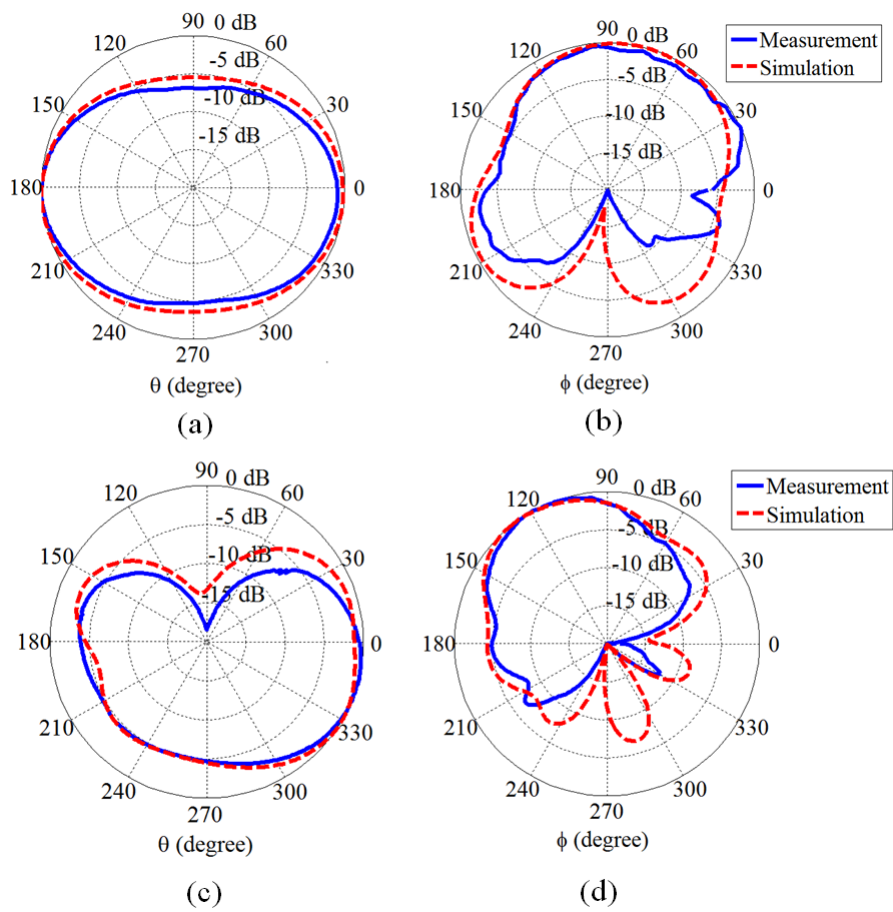 90 0 dB
120 60
-5 dB
150 30
-10 dB
-15 dB
180 0
210 330
240 300
270
θ (degree)
(a)
90 0 dB
120 60
-5 dB
150 30
-10 dB
-15 dB
180 0
210 330
240 300
270
ϕ (degree)
(b)
Measurement
Simulation
90 0 dB
120 60
-5 dB
150 30
-10 dB
-15 dB
180 0
210 330
240 300
270
θ (degree)
(c)
90 0 dB
120 60
-5 dB
150 30
-10 dB
-15 dB
180 0
210 330
240 300
270
ϕ (degree)
(d)
Measurement
Simulation